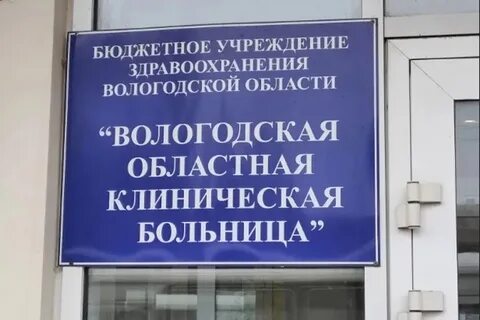 БЮДЖЕТНОЕ УЧРЕЖДЕНИЕ
ЗДРАВООХРАНЕНИЯ
ВОЛОГОДСКОЙ ОБЛАСТИ
“ВОЛОГОДСКАЯ
ОБЛАСТНАЯ
КЛИНИЧЕСКАЯ
БОЛЬНИЦА”